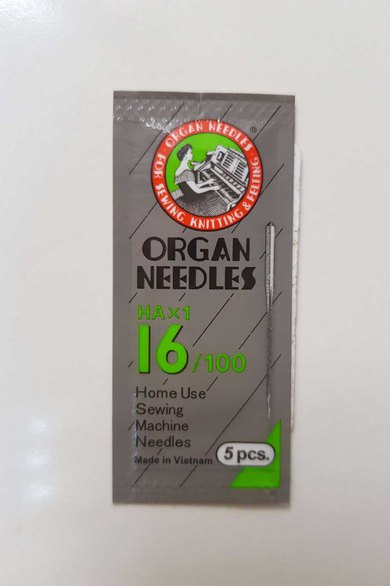 ORGAN NEEDLES
FOR SEWING, KNITTING & FELTING
®
ORGAN
NEEDLES
HA×1
16/100
Home Use
Sewing
Machine
Needles
Made in Vietnam
5 pcs.